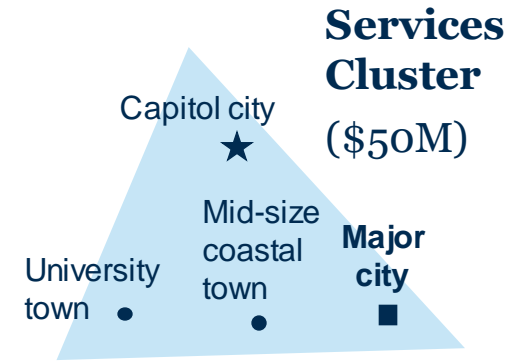 Services
Cluster
($50M)
Capitol city
Mid-size
coastal
town
Major
city
University
town